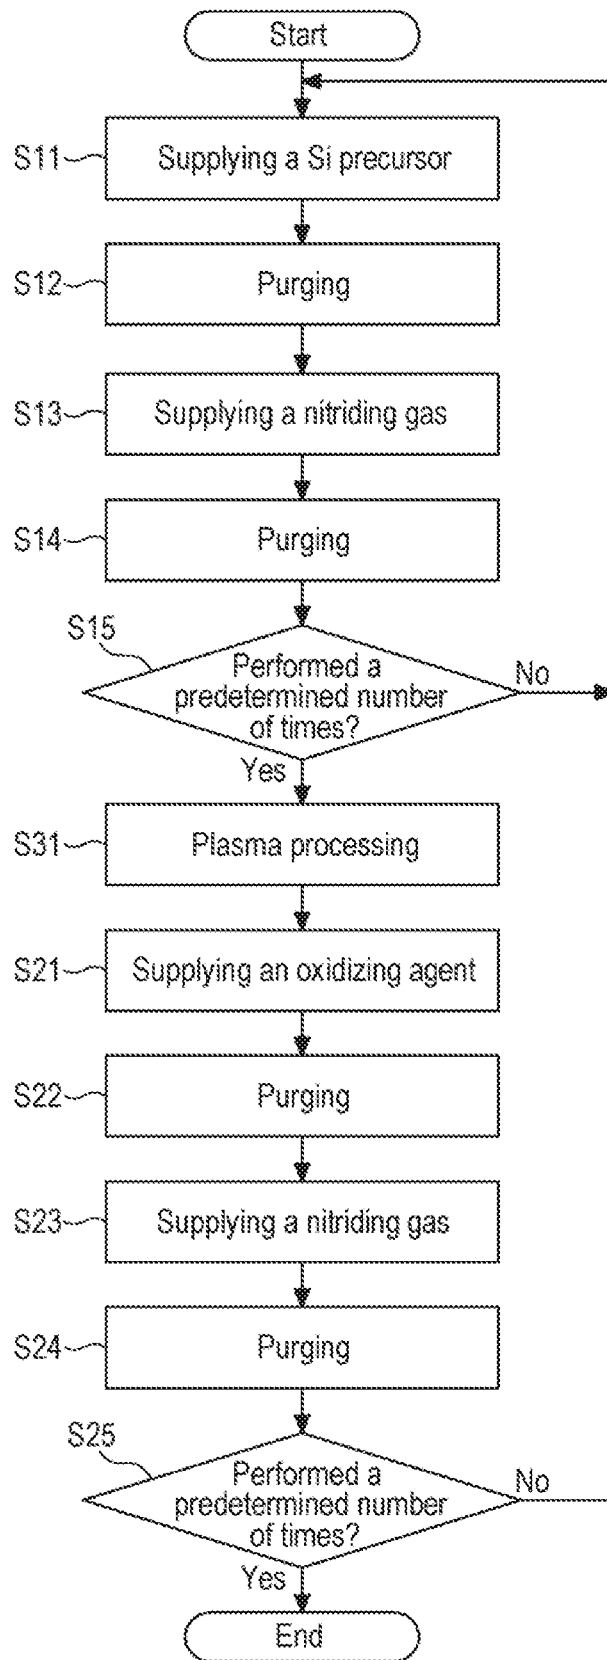 Start
S11
Supplying a Si precursor
S12
Purging
S13
Supplying a nitriding gas
S14
Purging
S15
Performed a
predetermined number
of times?
No
Yes
S31
Plasma processing
S21
Supplying an oxidizing agent
S22
Purging
S23
Supplying a nitriding gas
S24
Purging
S25
Performed a
predetermined number
of times?
No
Yes
End